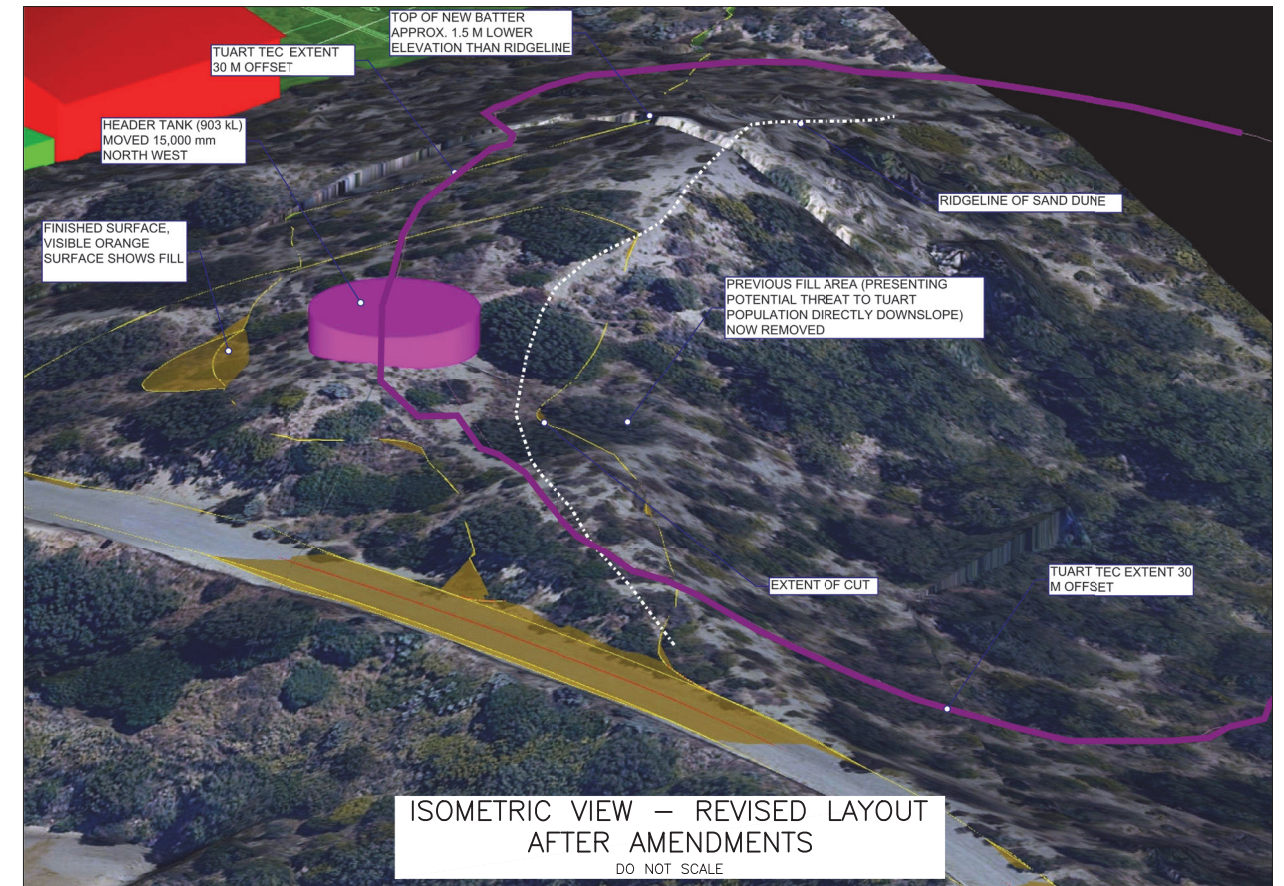 TOP OF NEW BATTER
APPROX. 1.5 M LOWER
ELEVATION THAN RIDGELINE
TUART TEC EXTENT
30 M OFFSET
HEADER TANK (903 kL)
MOVED 15,000 mm
NORTH WEST
RIDGELINE OF SAND DUNE
FINISHED SURFACE,
VISIBLE ORANGE
SURFACE SHOWS FILL
PREVIOUS FILL AREA (PRESENTING
POTENTIAL THREAT TO TUART
POPULATION DIRECTLY DOWNSLOPE)
NOW REMOVED
EXTENT OF CUT
TUART TEC EXTENT 30
M OFFSET
ISOMETRIC VIEW – REVISED LAYOUT
AFTER AMENDMENTS
DO NOT SCALE